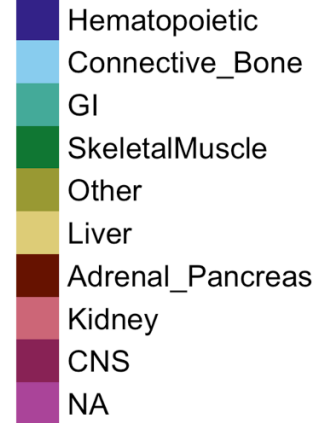 Hematopoietic
Connective_Bone
GI
SkeletalMuscle
Other
Liver
Adrenal_Pancreas
Kidney
CNS
NA